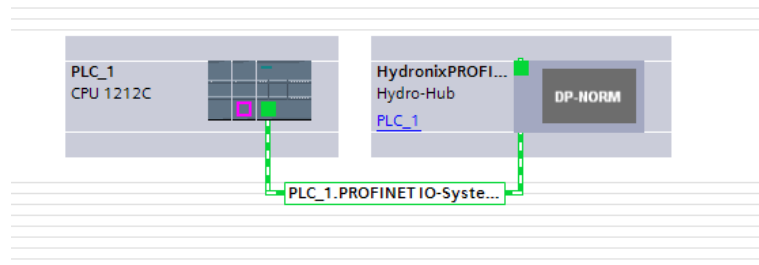 PLC_1
CPU 1212C
HydronixPROFI...
Hydro-Hub
PLC_1
DP-NORM
PLC_1.PROFINET IO-Syste...